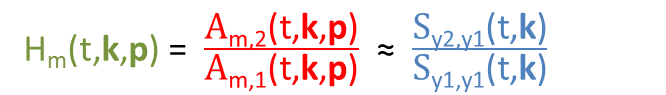 Hm(t,k,p) = Am,2(t,k,p) / Am,1(t,k,p) ≈ Sy2,y1(t,k) / Sy1,y1(t,k)